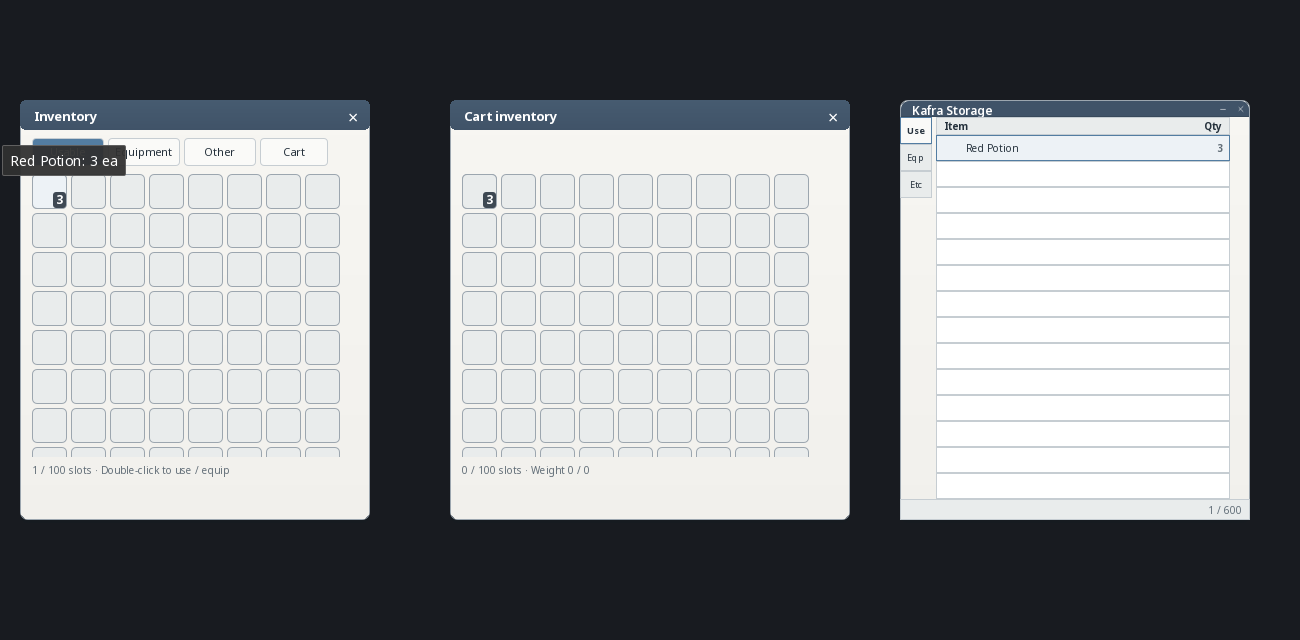 Inventory
×
Red Potion: 3 ea
quipment
Other
Cart
3
1 / 100 slots · Double-click to use / equip
Cart inventory
×
3
0 / 100 slots · Weight 0 / 0
Kafra Storage
– ×
Use
Eqp
Etc
Item Qty
Red Potion 3
1 / 600